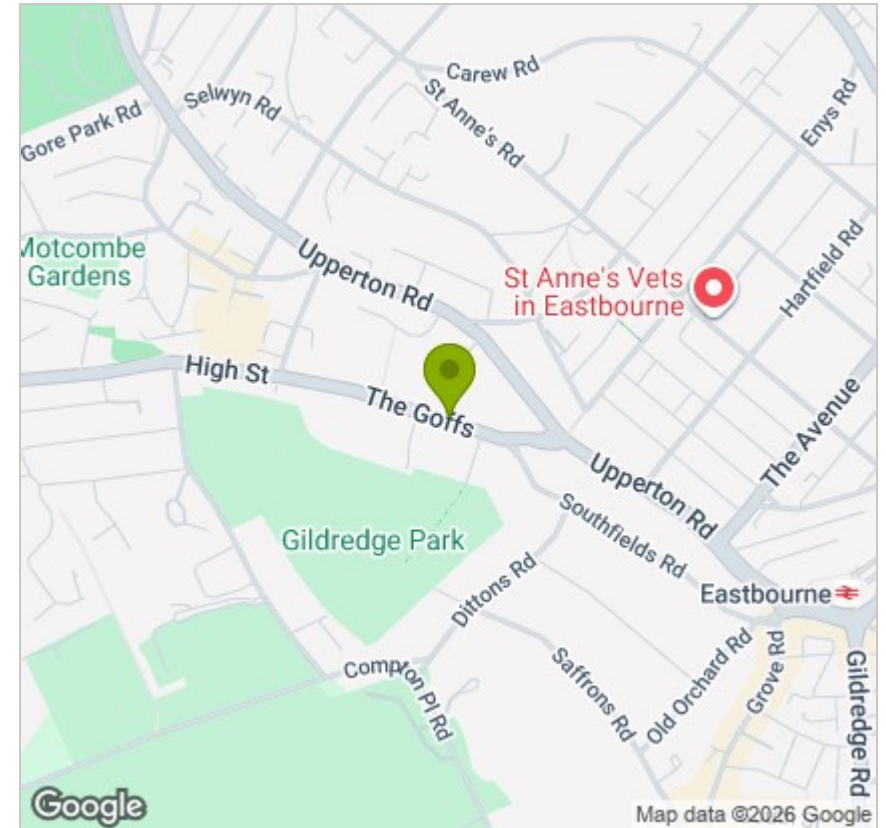 Carew Rd
Enys Rd
Selwyn Rd
St Anne's Rd
Gore Park Rd
Hartfield Rd
Motcombe
Gardens
Upperton Rd
St Anne's Vets
in Eastbourne
High St
The Goffs
The Avenue
Upperton Rd
Gildredge Park
Southfields Rd
Dittons Rd
Eastbourne
Compton Pl Rd
Saffrons Rd
Old Orchard Rd
Grove Rd
Gildredge Rd
Google
Map data ©2026 Google